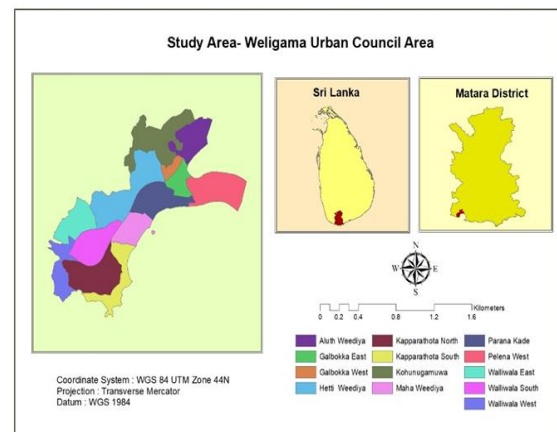 Study Area- Weligama Urban Council Area
Sri Lanka
Matara District
N
W E
S
Kilometers
0 0.2 0.4 0.8 1.2 1.6
Aluth Weediya
Galbokka East
Galbokka West
Hetti Weediya
Kapparathota North
Kapparathota South
Kohunugamuwa
Maha Weediya
Parana Kade
Pelena West
Walliwala East
Walliwala South
Walliwala West
Coordinate System : WGS 84 UTM Zone 44N
Projection : Transverse Mercator
Datum : WGS 1984